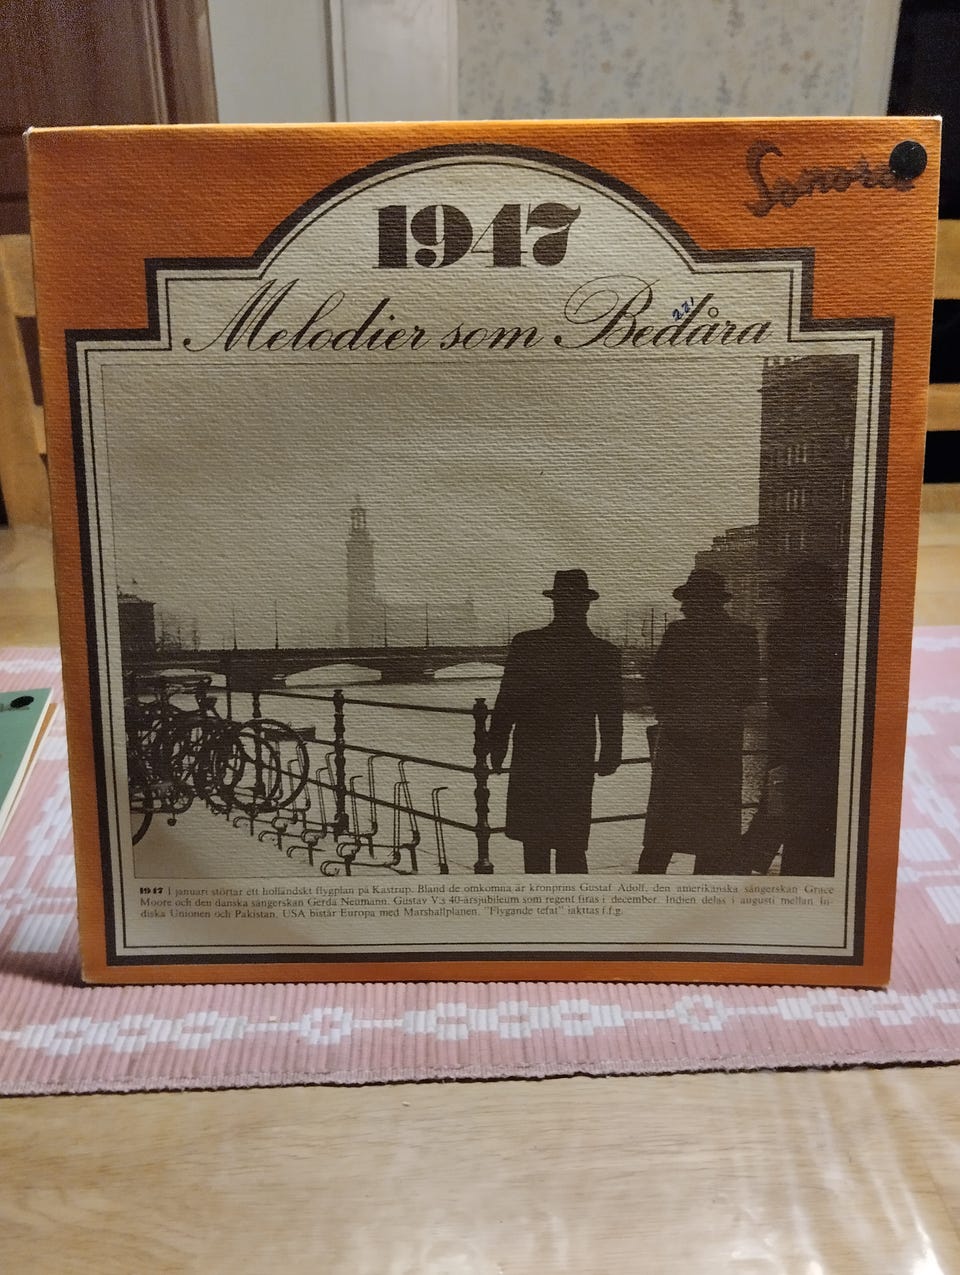 Sonora
1947
Melodier som Bedåra
221
1947 I januari störtar ett holländskt flygplan på Kastrup. Bland de omkomna är kronprins Gustaf Adolf, den amerikanska sångerskan Grace
Moore och den danska sångerskan Gerda Neumann. Gustav V:s 40-årsjubileum som regent firas i december. Indien delas i augusti mellan In-
diska Unionen och Pakistan. USA bistår Europa med Marshallplanen. "Flygande tefat" iakttas f.f.g.